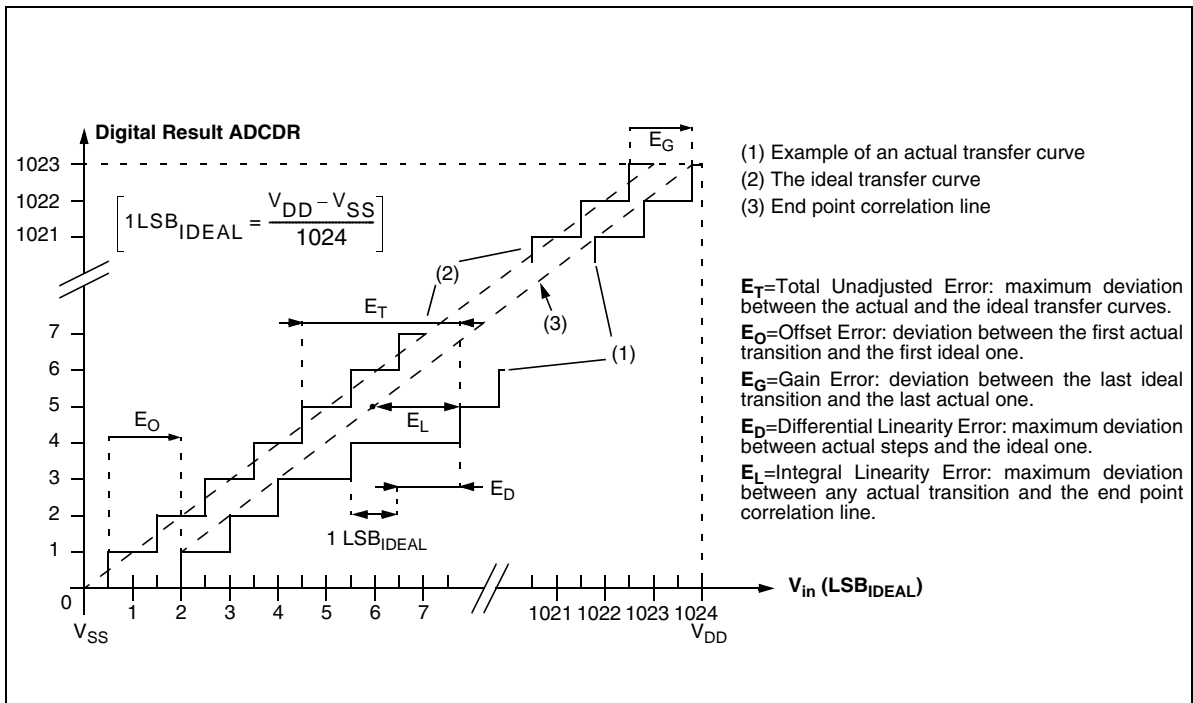 Digital Result ADCDR
E_G
1023
1022
1021
1LSB_IDEAL = (V_DD – V_SS) / 1024
(1) Example of an actual transfer curve
(2) The ideal transfer curve
(3) End point correlation line
(2)
(3)
(1)
E_T
7
6
5
4
3
2
1
0
E_O
E_L
E_D
1 LSB_IDEAL
E_T=Total Unadjusted Error: maximum deviation
between the actual and the ideal transfer curves.
E_O=Offset Error: deviation between the first actual
transition and the first ideal one.
E_G=Gain Error: deviation between the last ideal
transition and the last actual one.
E_D=Differential Linearity Error: maximum deviation
between actual steps and the ideal one.
E_L=Integral Linearity Error: maximum deviation
between any actual transition and the end point
correlation line.
1 2 3 4 5 6 7 1021 1022 1023 1024
V_in (LSB_IDEAL)
V_SS
V_DD